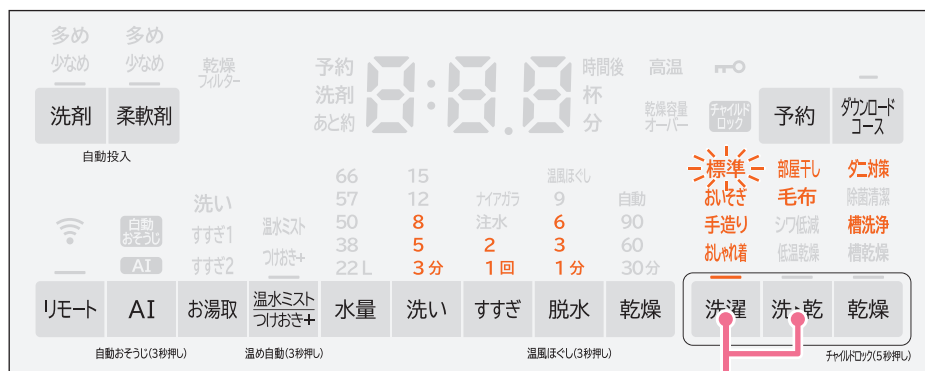 多め 多め
少なめ 少なめ
乾燥
フィルター
予約
洗剤
あと約
8:8.8
時間後
杯
分
高温
乾燥容量
オーバー
チャイルド
ロック
洗剤
柔軟剤
自動投入
予約
ダウンロード
コース
自動
おそうじ
AI
洗い
すすぎ1
すすぎ2
温水ミスト
つけおき+
66
57
50
38
22L
15
12
8
5
3分
ナイアガラ
注水
2
1回
温風ほぐし
9
6
3
1分
自動
90
60
30分
標準
おいそぎ
手造り
おしゃれ着
部屋干し
毛布
シワ低減
低温乾燥
ダニ対策
除菌清潔
槽洗浄
槽乾燥
リモート
AI
お湯取
温水ミスト
つけおき+
水量
洗い
すすぎ
脱水
乾燥
洗濯
洗▸乾
乾燥
自動おそうじ(3秒押し)
温め自動(3秒押し)
温風ほぐし(3秒押し)
チャイルドロック(5秒押し)